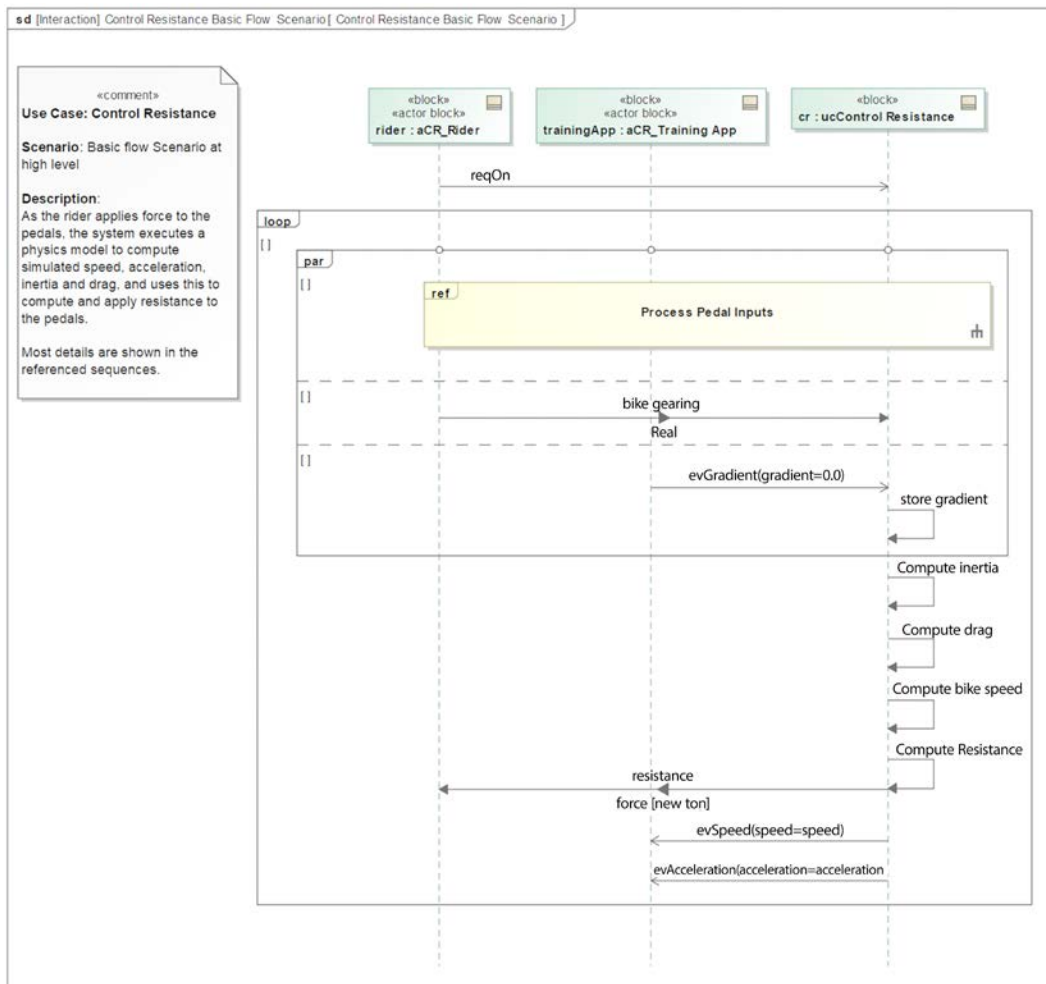 sd [Interaction] Control Resistance Basic Flow Scenario[ Control Resistance Basic Flow Scenario ]
«comment»
Use Case: Control Resistance
Scenario: Basic flow Scenario at
high level
Description:
As the rider applies force to the
pedals, the system executes a
physics model to compute
simulated speed, acceleration,
inertia and drag, and uses this to
compute and apply resistance to
the pedals.
Most details are shown in the
referenced sequences.
«block»
«actor block»
rider : aCR_Rider
«block»
«actor block»
trainingApp : aCR_Training App
«block»
cr : ucControl Resistance
reqOn
loop
[ ]
par
[ ]
ref
Process Pedal Inputs
[ ]
bike gearing
Real
[ ]
evGradient(gradient=0.0)
store gradient
Compute inertia
Compute drag
Compute bike speed
Compute Resistance
resistance
force [new ton]
evSpeed(speed=speed)
evAcceleration(acceleration=acceleration